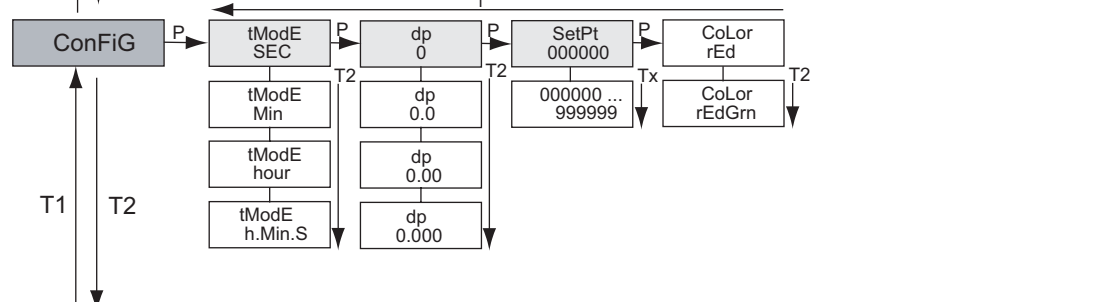 ConFiG
P
tModE
SEC
P
dp
0
P
SetPt
000000
P
CoLor
rEd
T2
T2
Tx
T2
tModE
Min
dp
0.0
000000 ...
999999
CoLor
rEdGrn
tModE
hour
dp
0.00
T1
T2
tModE
h.Min.S
dp
0.000